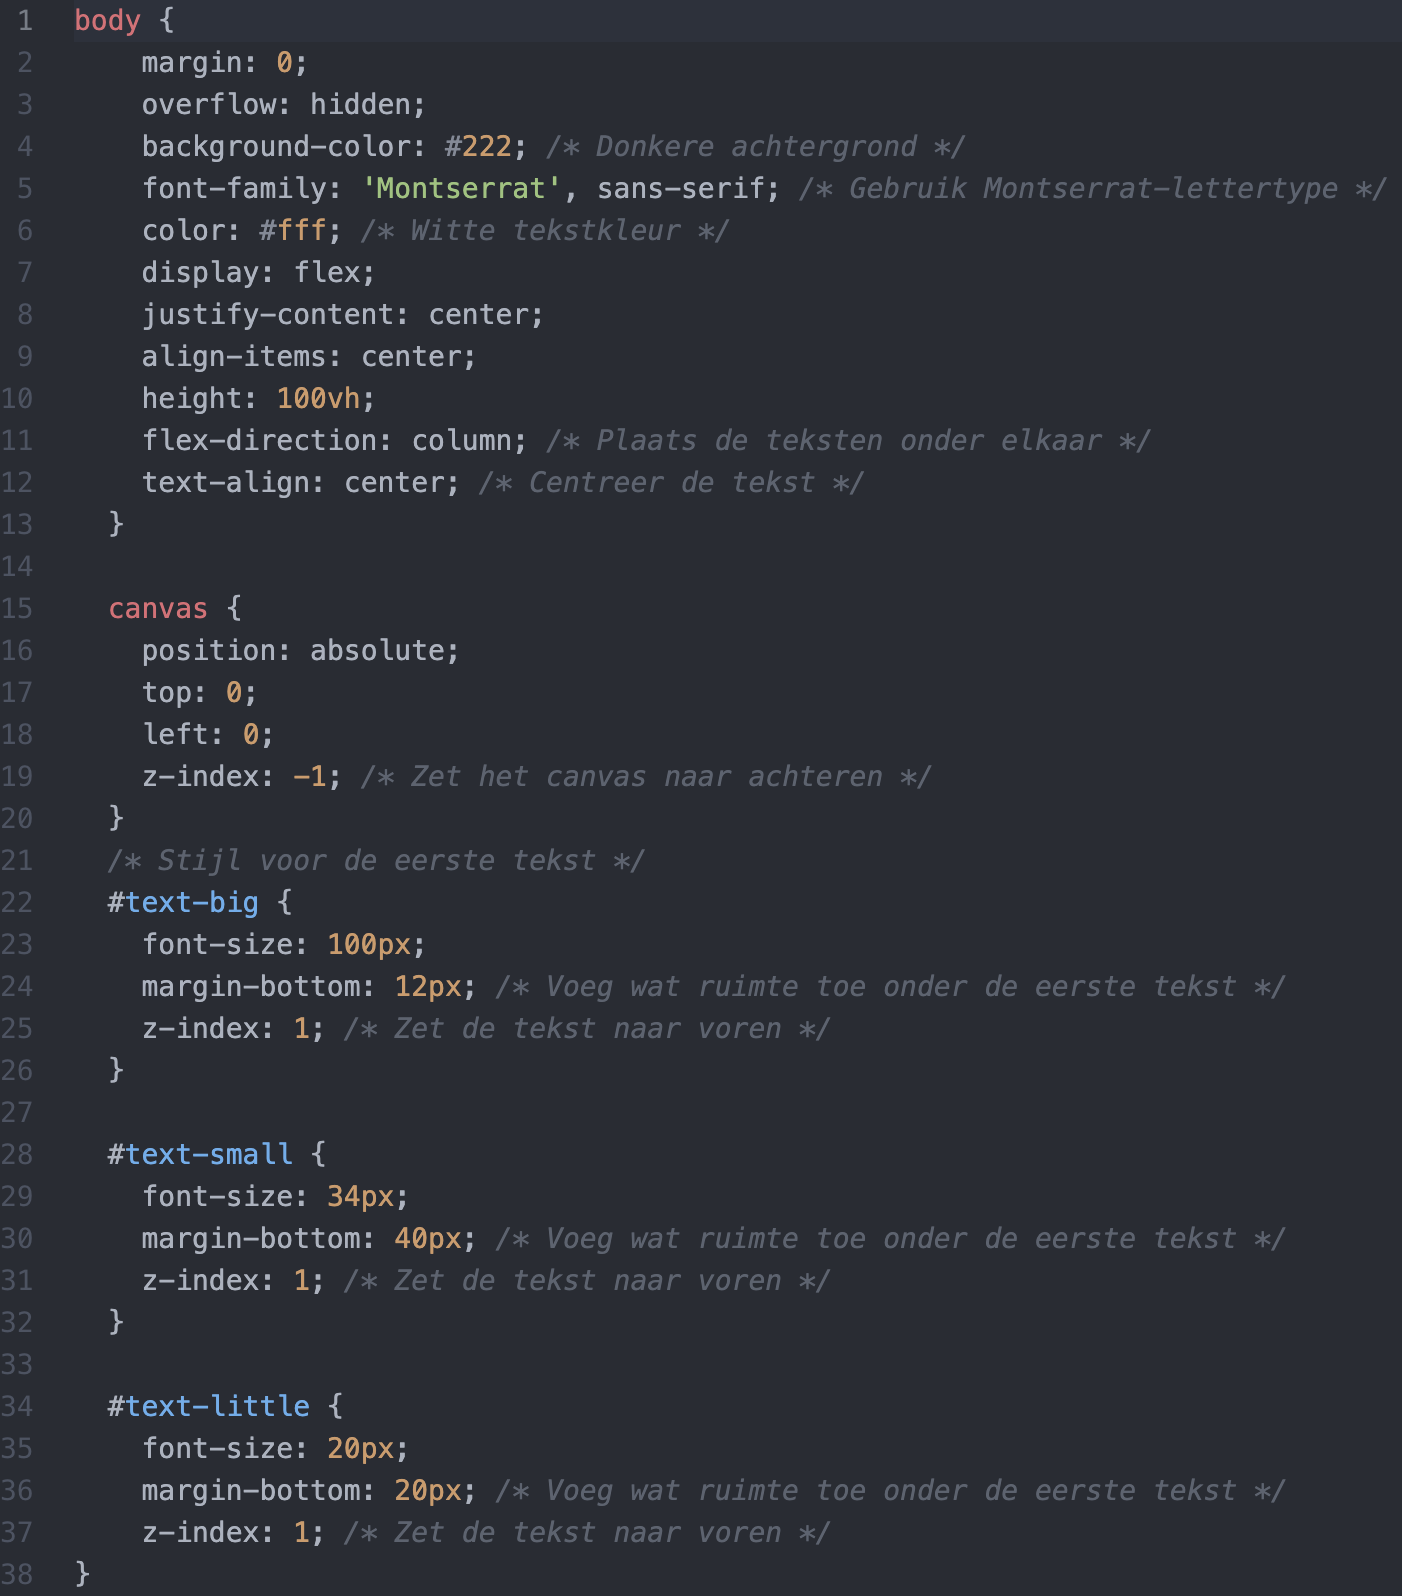 1 body {
2     margin: 0;
3     overflow: hidden;
4     background-color: #222; /* Donkere achtergrond */
5     font-family: 'Montserrat', sans-serif; /* Gebruik Montserrat-lettertype */
6     color: #fff; /* Witte tekstkleur */
7     display: flex;
8     justify-content: center;
9     align-items: center;
10     height: 100vh;
11     flex-direction: column; /* Plaats de teksten onder elkaar */
12     text-align: center; /* Centreer de tekst */
13   }
14
15   canvas {
16     position: absolute;
17     top: 0;
18     left: 0;
19     z-index: -1; /* Zet het canvas naar achteren */
20   }
21   /* Stijl voor de eerste tekst */
22   #text-big {
23     font-size: 100px;
24     margin-bottom: 12px; /* Voeg wat ruimte toe onder de eerste tekst */
25     z-index: 1; /* Zet de tekst naar voren */
26   }
27
28   #text-small {
29     font-size: 34px;
30     margin-bottom: 40px; /* Voeg wat ruimte toe onder de eerste tekst */
31     z-index: 1; /* Zet de tekst naar voren */
32   }
33
34   #text-little {
35     font-size: 20px;
36     margin-bottom: 20px; /* Voeg wat ruimte toe onder de eerste tekst */
37     z-index: 1; /* Zet de tekst naar voren */
38 }